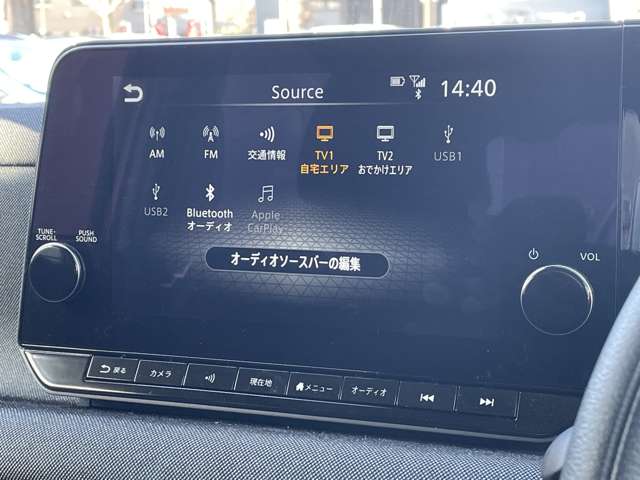 Source
14:40
AM
FM
交通情報
TV1
自宅エリア
TV2
おでかけエリア
USB1
USB2
Bluetooth
オーディオ
Apple
CarPlay
TUNE・
SCROLL
PUSH
SOUND
VOL
オーディオソースバーの編集
戻る
カメラ
現在地
メニュー
オーディオ